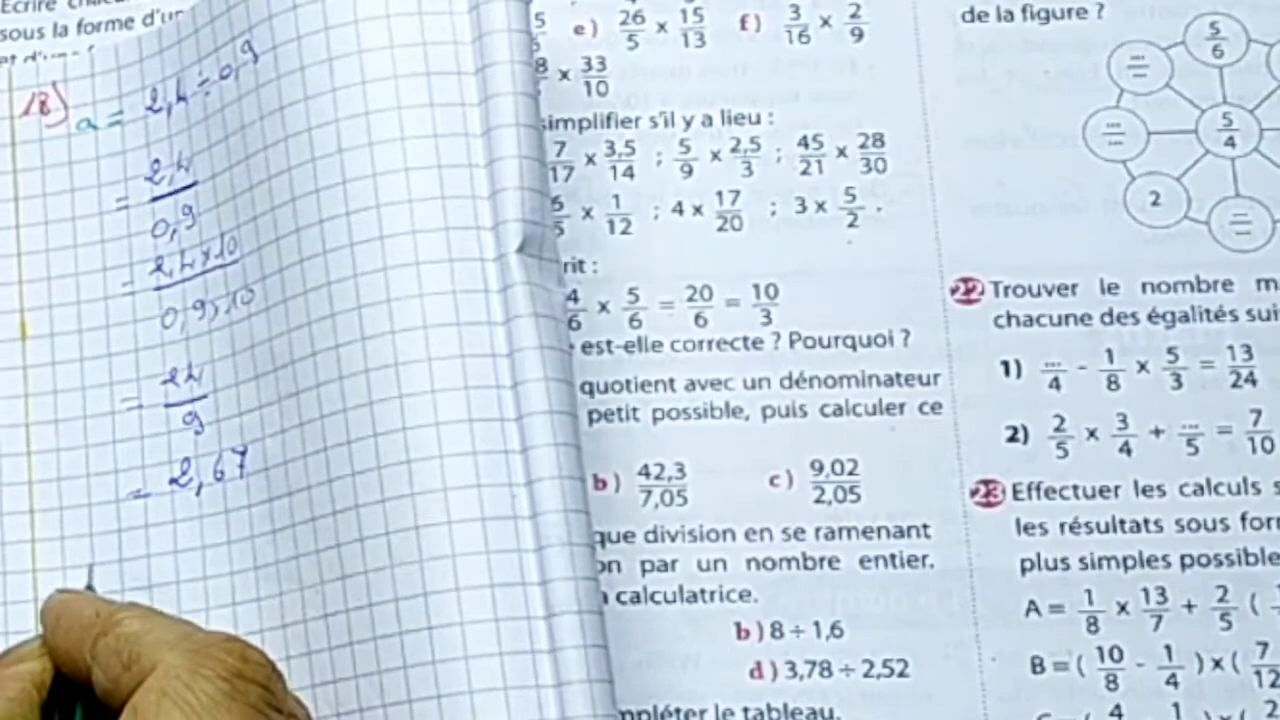 Écrire
sous la forme d'un
18) a = 2,4 ÷ 0,9
= 2,4 / 0,9
= 2,4 × 10 / 0,9 × 10
= 24 / 9
= 2,67
e) 26/5 × 15/13 f) 3/16 × 2/9
× 33/10
simplifier s'il y a lieu :
7/17 × 3,5/14 ; 5/9 × 2,5/3 ; 45/21 × 28/30
× 1/12 ; 4 × 17/20 ; 3 × 5/2 .
rit :
4/6 × 5/6 = 20/6 = 10/3
est-elle correcte ? Pourquoi ?
quotient avec un dénominateur
petit possible, puis calculer ce
b) 42,3/7,05 c) 9,02/2,05
que division en se ramenant
on par un nombre entier.
calculatrice.
b) 8 ÷ 1,6
d) 3,78 ÷ 2,52
mpléter le tableau.
de la figure ?
5/6
.../...
.../...
5/4
2
.../...
22 Trouver le nombre m
chacune des égalités sui
1) .../4 - 1/8 × 5/3 = 13/24
2) 2/5 × 3/4 + .../5 = 7/10
23 Effectuer les calculs s
les résultats sous for
plus simples possible
A = 1/8 × 13/7 + 2/5 (
B = ( 10/8 - 1/4 ) × ( 7/12